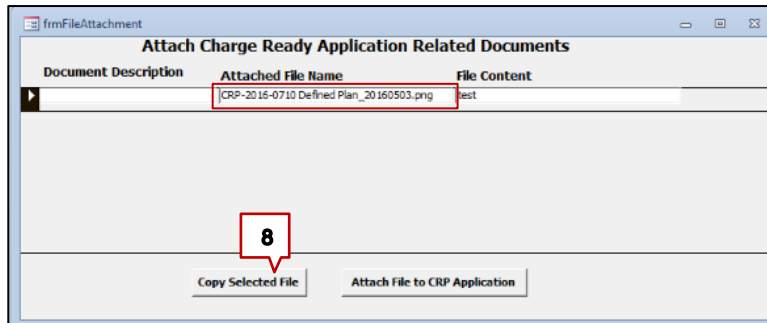 frmFileAttachment
Attach Charge Ready Application Related Documents
Document Description Attached File Name File Content
CRP-2016-0710 Defined Plan_20160503.png test
8
Copy Selected File Attach File to CRP Application